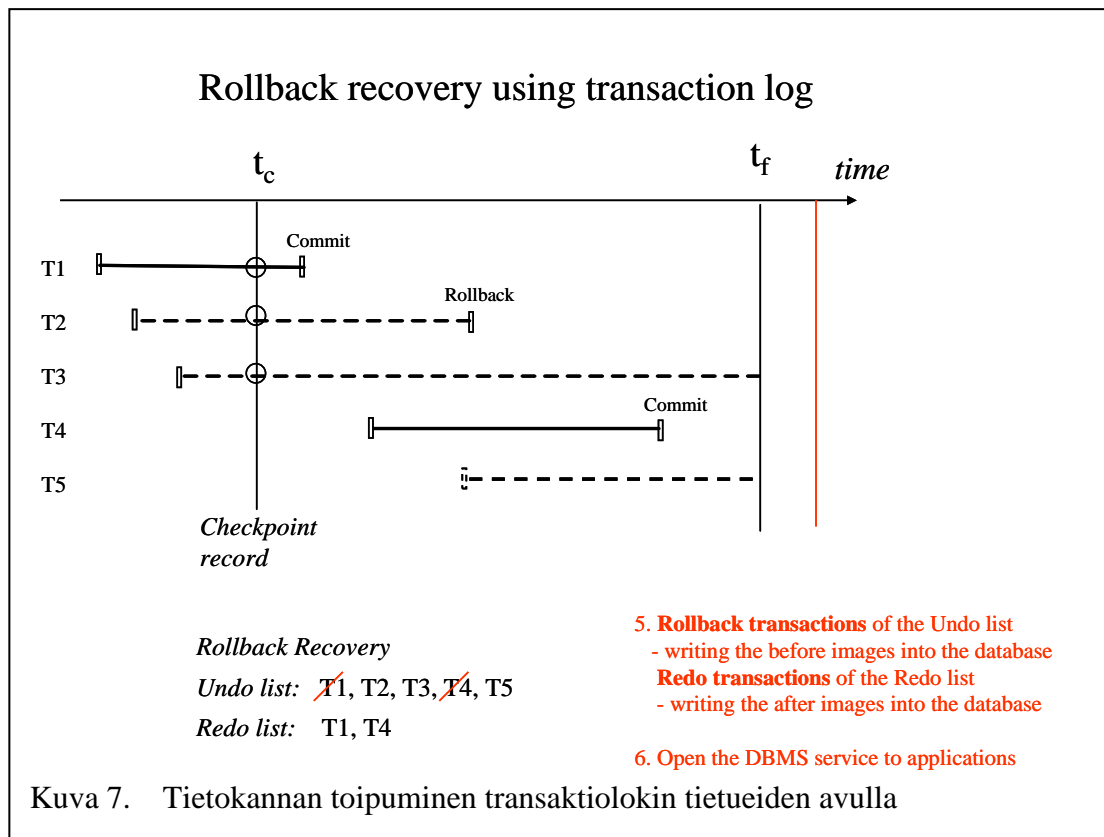 Rollback recovery using transaction log
tc
tf
time
Commit
T1
Rollback
T2
T3
Commit
T4
T5
Checkpoint
record
Rollback Recovery
Undo list: T1, T2, T3, T4, T5
Redo list: T1, T4
5. Rollback transactions of the Undo list
- writing the before images into the database
Redo transactions of the Redo list
- writing the after images into the database
6. Open the DBMS service to applications
Kuva 7. Tietokannan toipuminen transaktiolokin tietueiden avulla